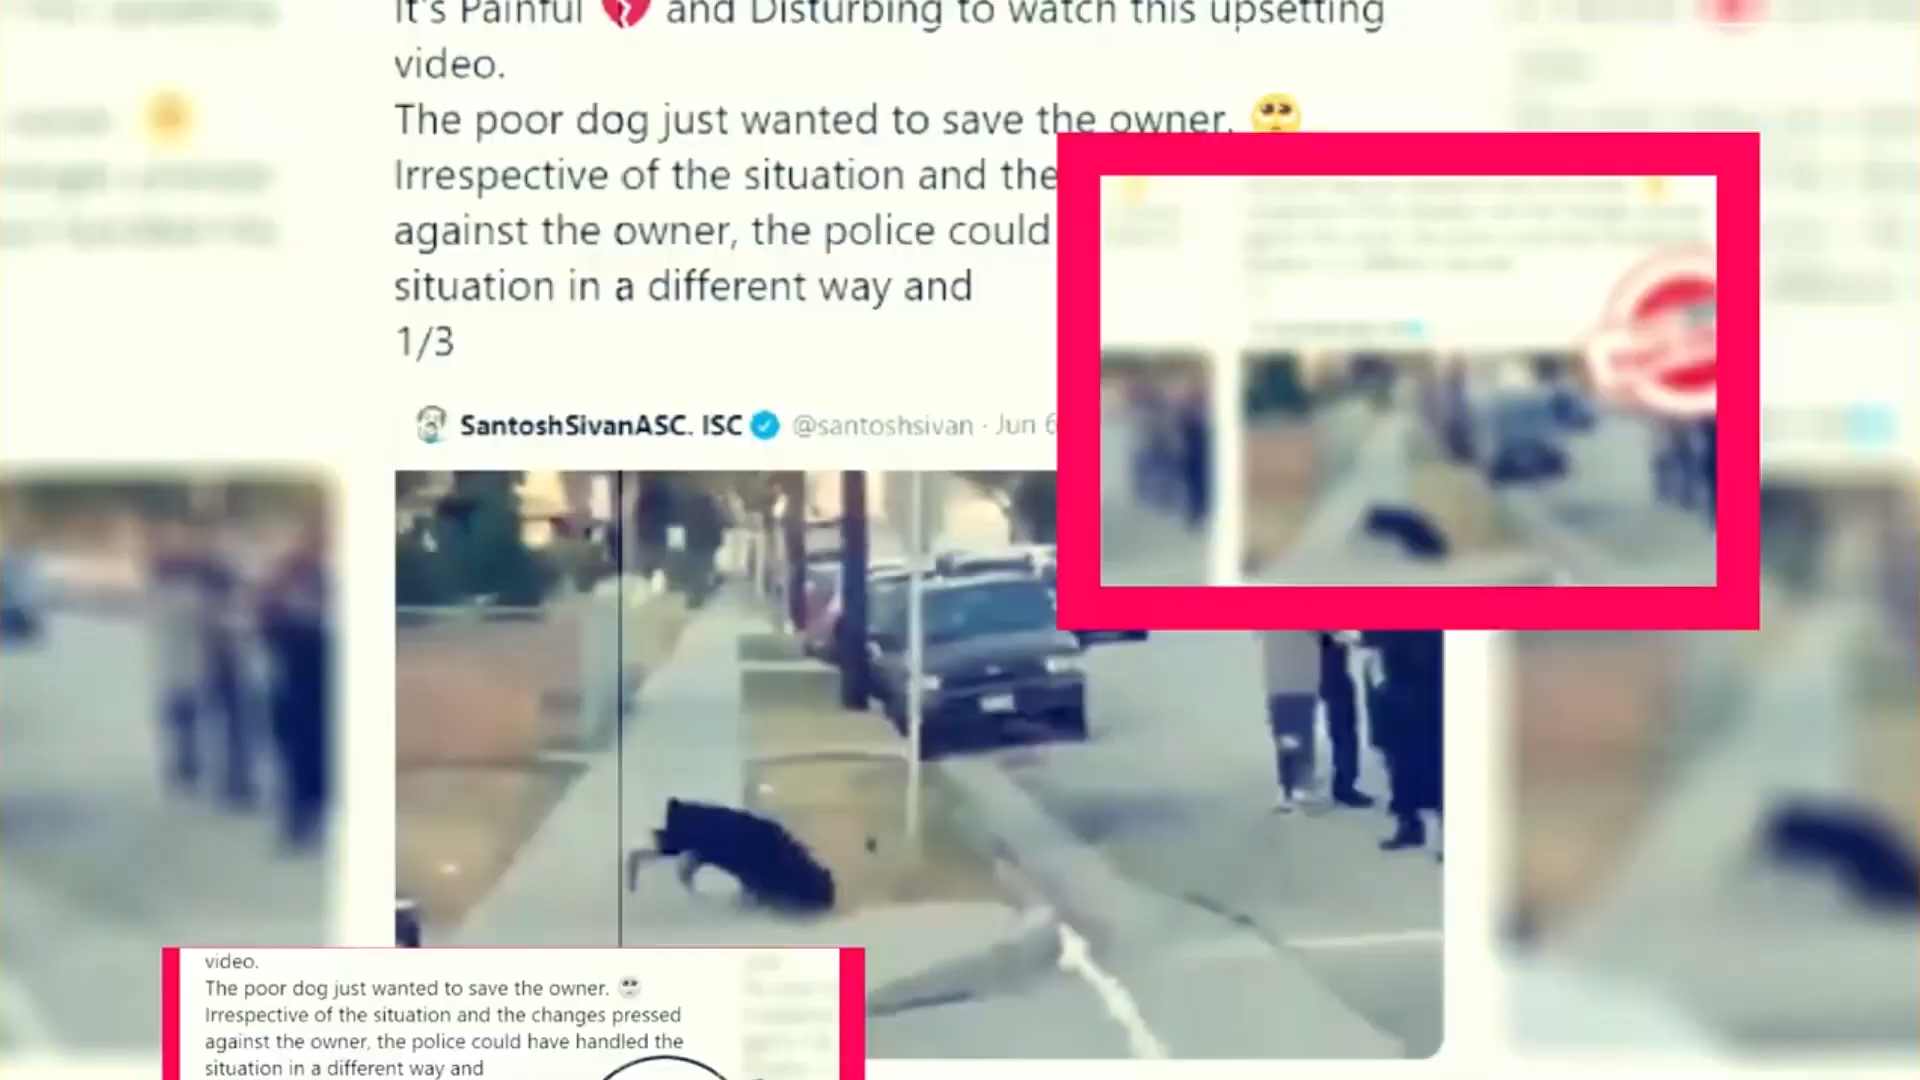 It's Painful 💔 and Disturbing to watch this upsetting
video.
The poor dog just wanted to save the owner. 🥺
Irrespective of the situation and the
against the owner, the police could
situation in a different way and
1/3
SantoshSivanASC. ISC @santoshsivan · Jun 6
video.
The poor dog just wanted to save the owner. 🥺
Irrespective of the situation and the changes pressed
against the owner, the police could have handled the
situation in a different way and